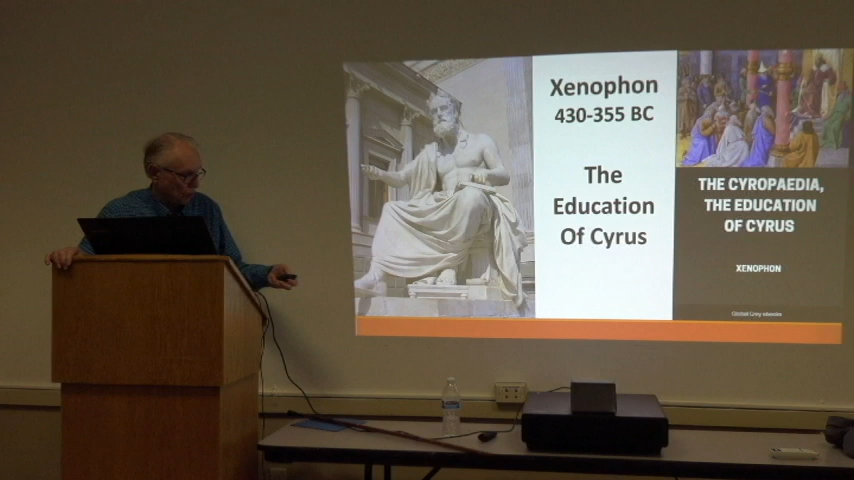 Xenophon
430-355 BC
The
Education
Of Cyrus
THE CYROPAEDIA,
THE EDUCATION
OF CYRUS
XENOPHON